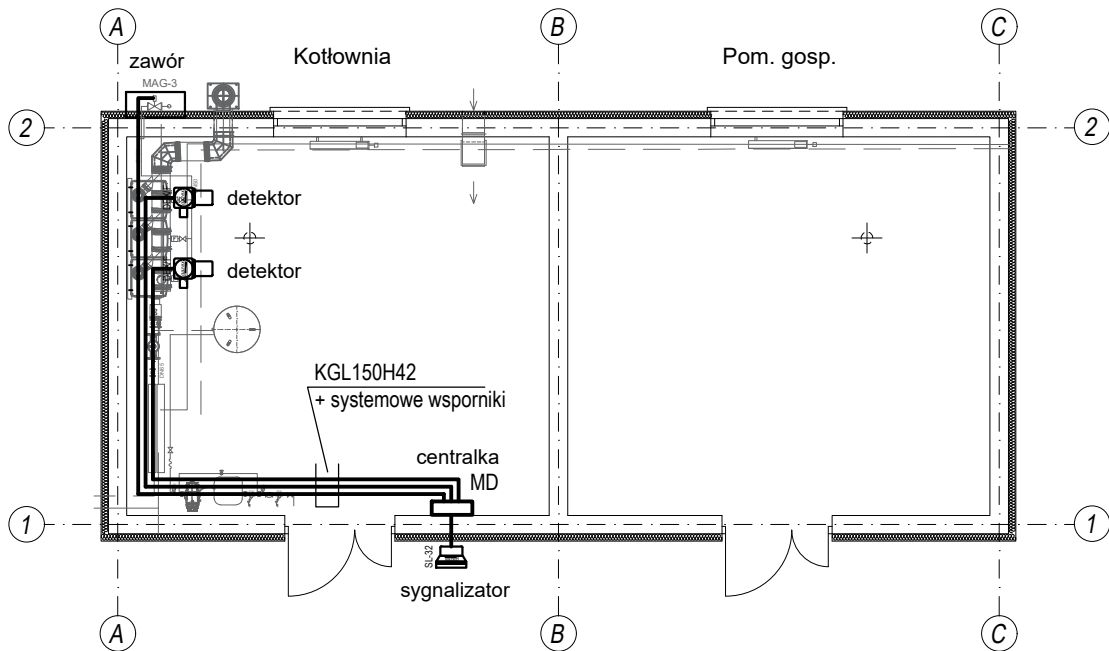 A
B
C
zawór
Kotłownia
Pom. gosp.
MAG-3
2
2
detektor
detektor
DN65
KGL150H42
+ systemowe wsporniki
centralka
MD
1
1
SL-32
sygnalizator
A
B
C